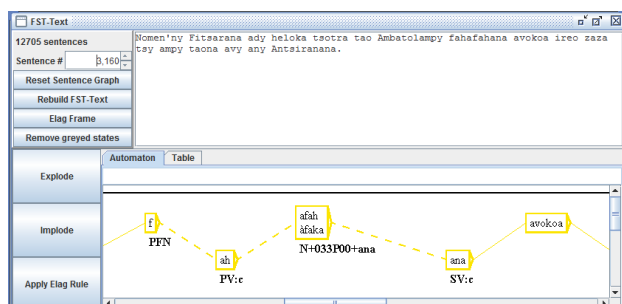 FST-Text
12705 sentences
Sentence # 3,160
Reset Sentence Graph
Rebuild FST-Text
Elag Frame
Remove greyed states
Nomen'ny Fitsarana ady heloka tsotra tao Ambatolampy fahafahana avokoa ireo zaza
tsy ampy taona avy any Antsiranana.
Automaton Table
Explode
Implode
Apply Elag Rule
f
PFN
ah
PV:c
afah
àfaka
N+033P00+ana
ana
SV:c
avokoa